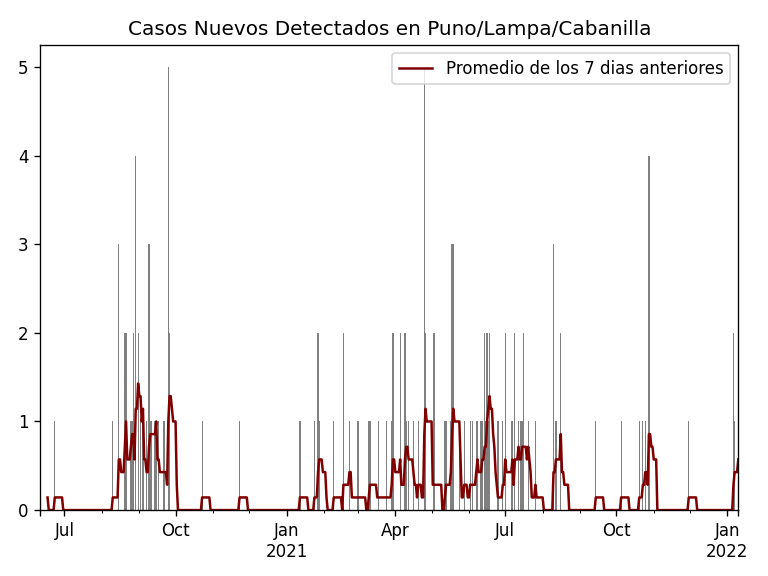 Casos Nuevos Detectados en Puno/Lampa/Cabanilla
Promedio de los 7 dias anteriores
5
4
3
2
1
0
Jul
Oct
Jan
2021
Apr
Jul
Oct
Jan
2022